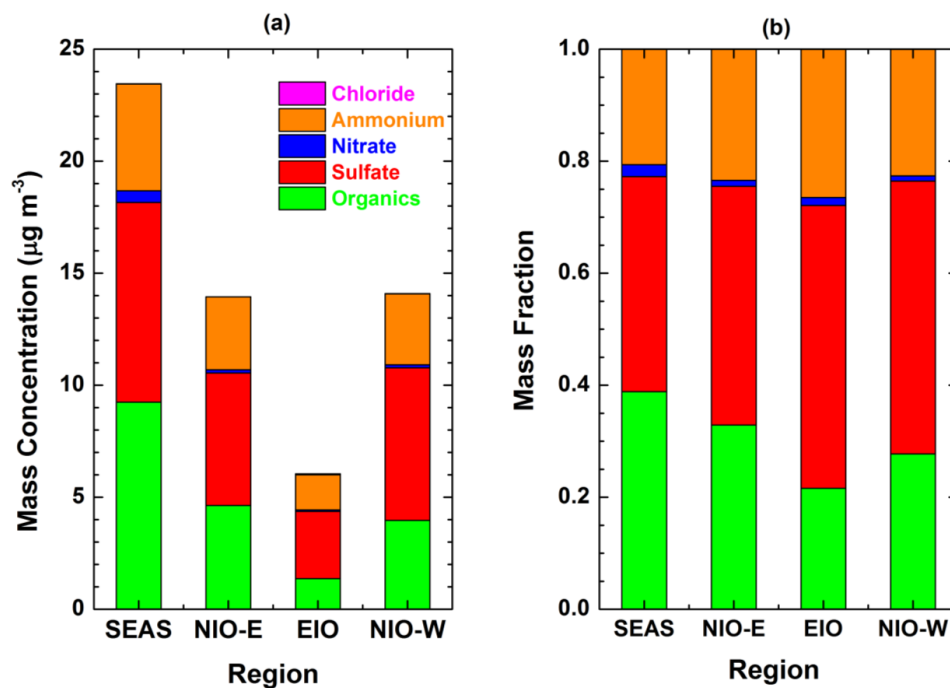 (a)
25
20
15
10
5
0
Mass Concentration (μg m⁻³)
Chloride
Ammonium
Nitrate
Sulfate
Organics
SEAS NIO-E EIO NIO-W
Region
(b)
1.0
0.8
0.6
0.4
0.2
0.0
Mass Fraction
SEAS NIO-E EIO NIO-W
Region